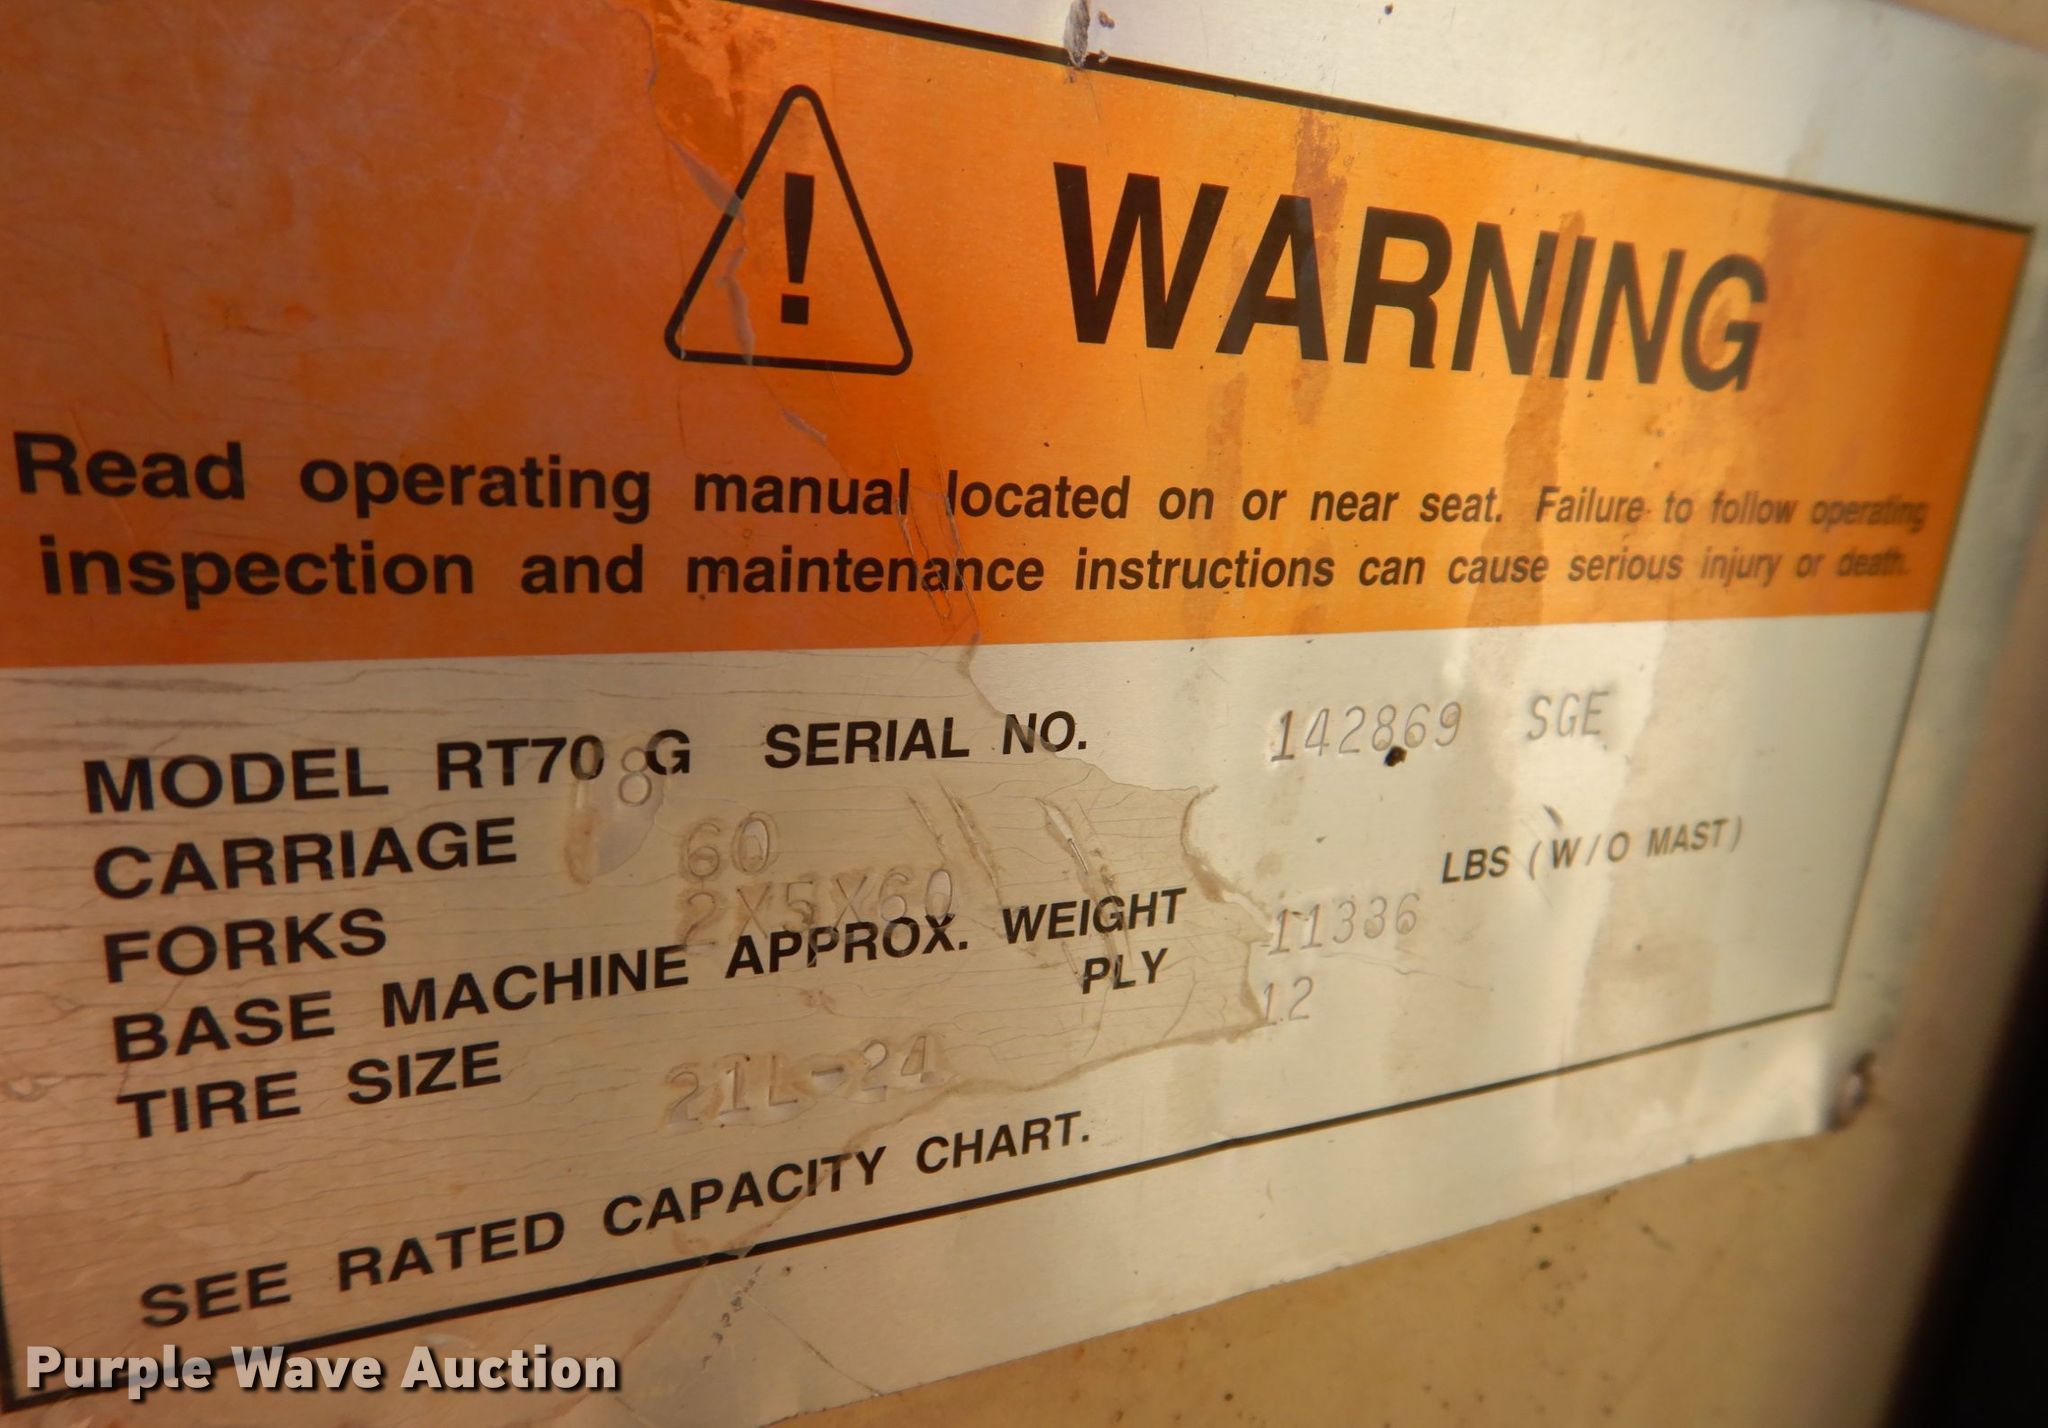 ! WARNING
Read operating manual located on or near seat. Failure to follow operating
inspection and maintenance instructions can cause serious injury or death.
MODEL RT70 8 G SERIAL NO. 142869 SGE
CARRIAGE 60
FORKS 2X5X60
BASE MACHINE APPROX. WEIGHT 11336 LBS (W/O MAST)
TIRE SIZE 21L-24 PLY 12
SEE RATED CAPACITY CHART.
Purple Wave Auction